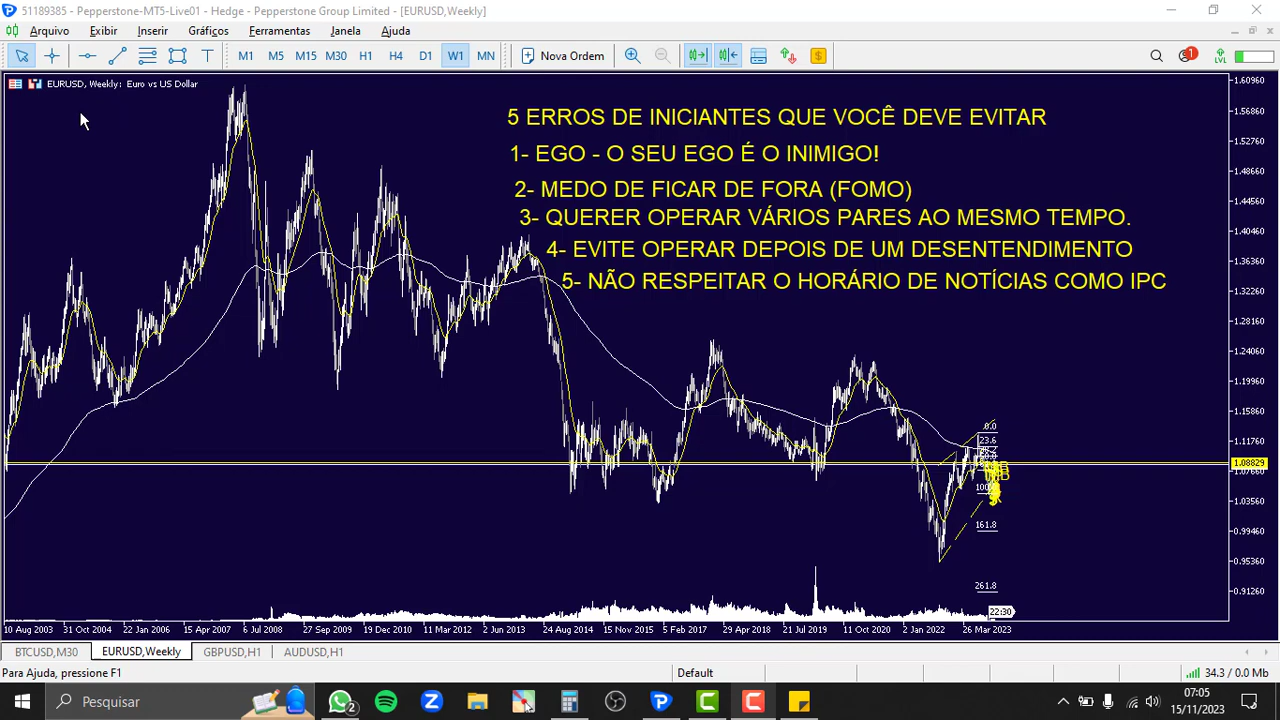 51189385 - Pepperstone-MT5-Live01 - Hedge - Pepperstone Group Limited - [EURUSD,Weekly]
Arquivo Exibir Inserir Gráficos Ferramentas Janela Ajuda
M1 M5 M15 M30 H1 H4 D1 W1 MN Nova Ordem $ 1 LVL
EURUSD, Weekly: Euro vs US Dollar
5 ERROS DE INICIANTES QUE VOCÊ DEVE EVITAR
1- EGO - O SEU EGO É O INIMIGO!
2- MEDO DE FICAR DE FORA (FOMO)
3- QUERER OPERAR VÁRIOS PARES AO MESMO TEMPO.
4- EVITE OPERAR DEPOIS DE UM DESENTENDIMENTO
5- NÃO RESPEITAR O HORÁRIO DE NOTÍCIAS COMO IPC
1.60960
1.56860
1.52760
1.48660
1.44560
1.40460
1.36360
1.32260
1.28160
1.24060
1.19960
1.15860
1.11760
1.08829
1.07660
1.03560
0.99460
0.95360
0.91260
0.0
23.6
161.8
261.8
22:30
10 Aug 2003 31 Oct 2004 22 Jan 2006 15 Apr 2007 6 Jul 2008 27 Sep 2009 19 Dec 2010 11 Mar 2012 2 Jun 2013 24 Aug 2014 15 Nov 2015 5 Feb 2017 29 Apr 2018 21 Jul 2019 11 Oct 2020 2 Jan 2022 26 Mar 2023
BTCUSD,M30 EURUSD,Weekly GBPUSD,H1 AUDUSD,H1
Para Ajuda, pressione F1 Default 34.3 / 0.0 Mb
Pesquisar 2 07:05
15/11/2023